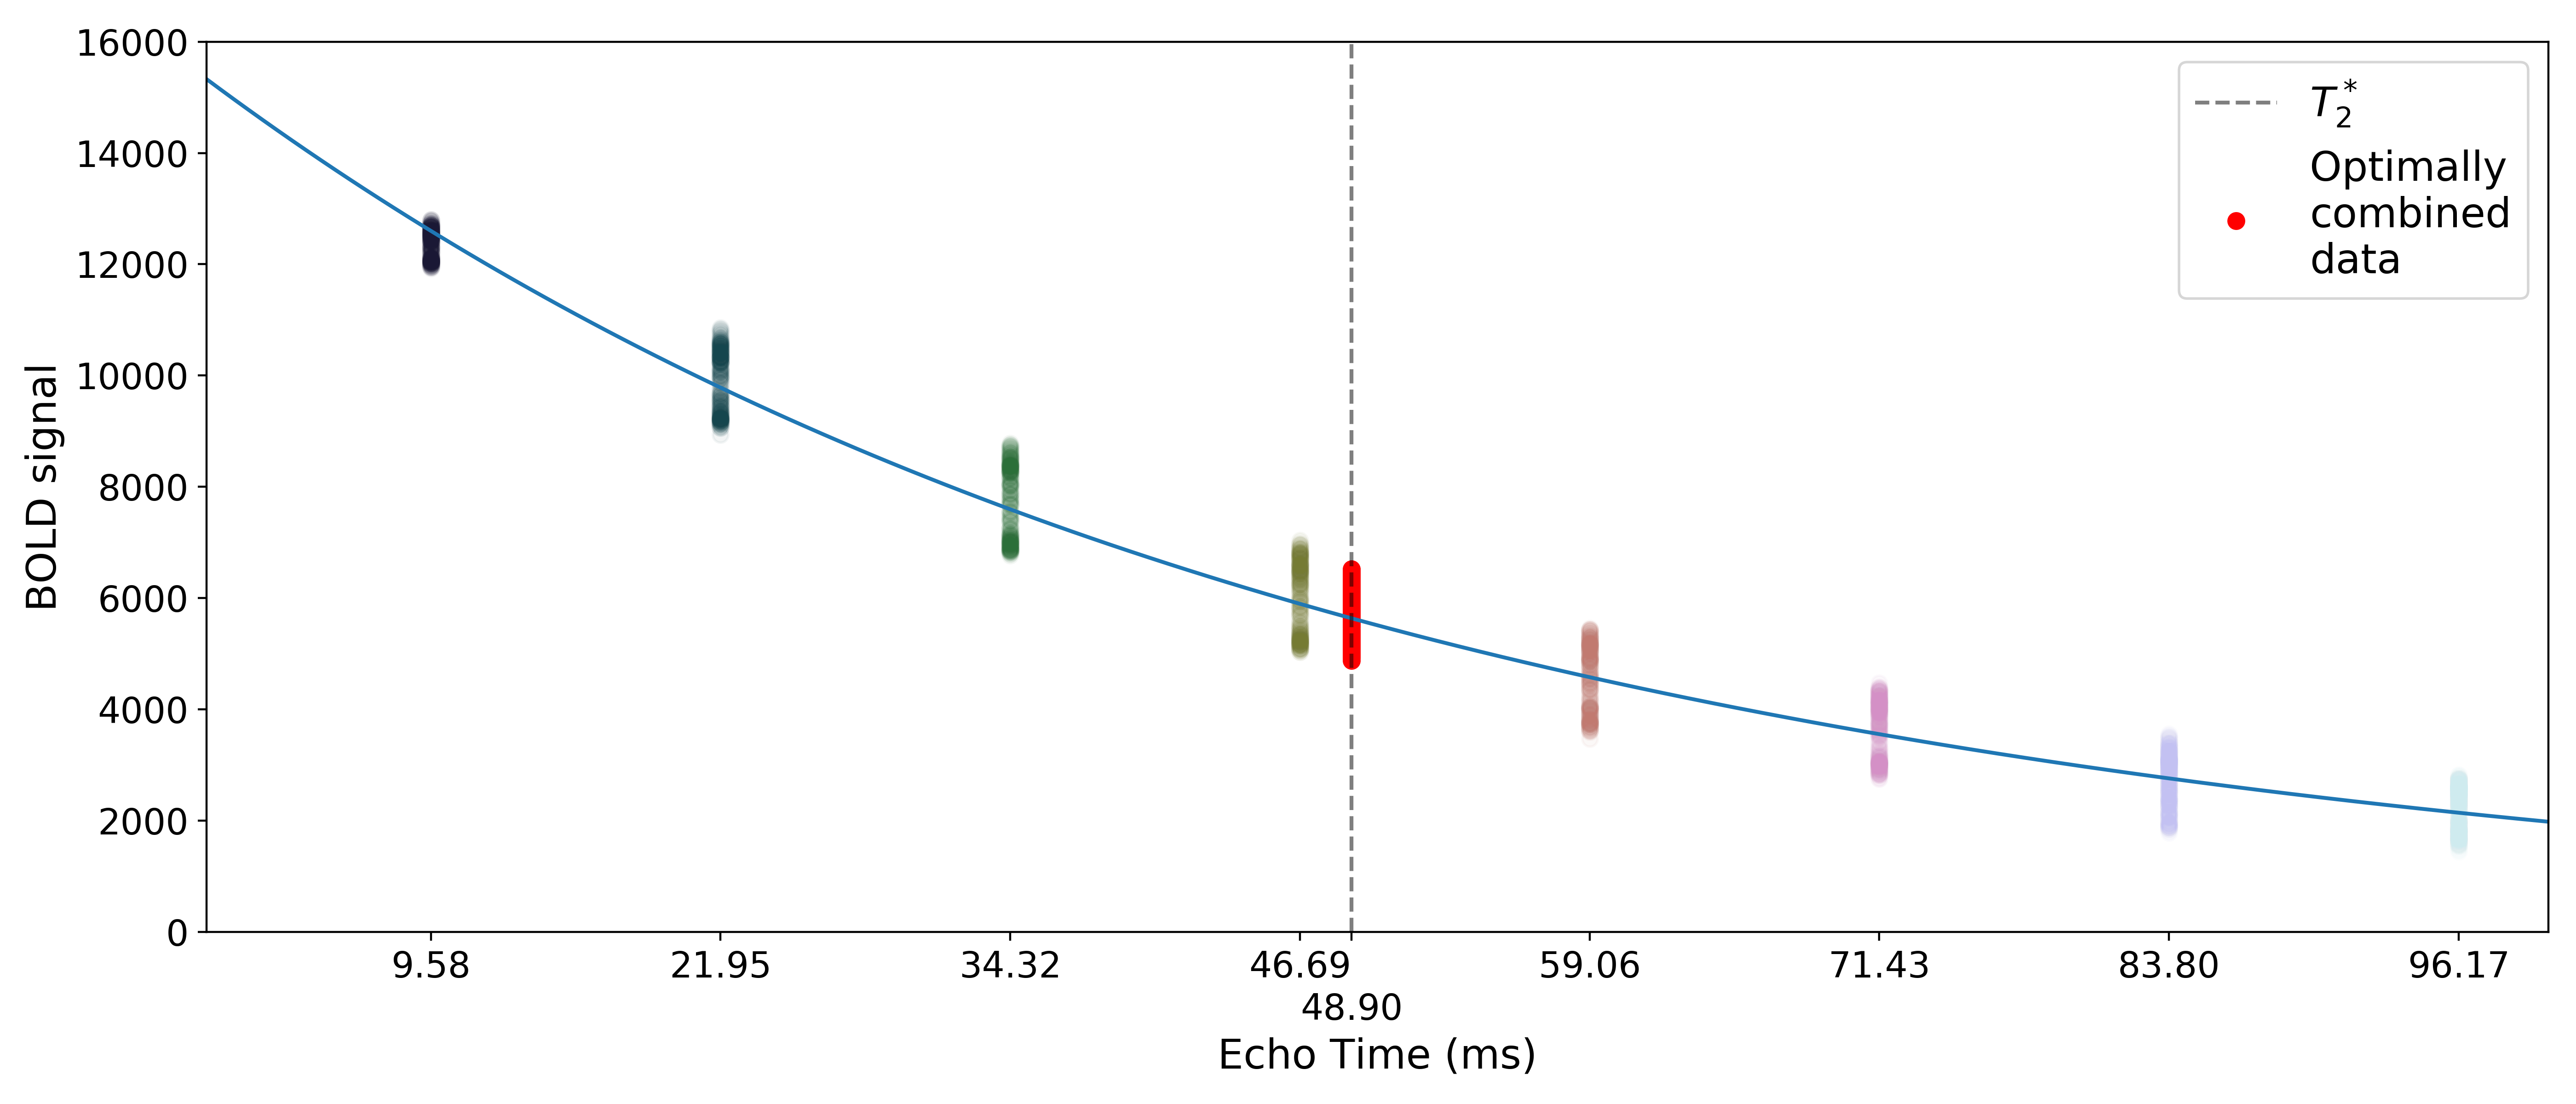 16000
14000
12000
10000
8000
6000
4000
2000
0
BOLD signal
T₂*
Optimally
combined
data
9.58 21.95 34.32 46.69 59.06 71.43 83.80 96.17
48.90
Echo Time (ms)